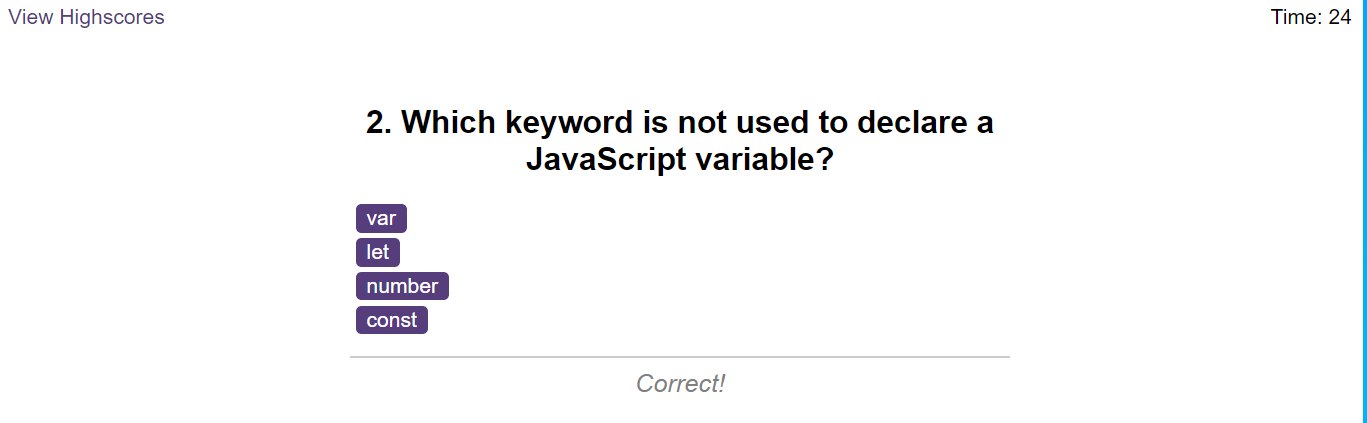 View Highscores
Time: 24
2. Which keyword is not used to declare a
JavaScript variable?
var
let
number
const
Correct!